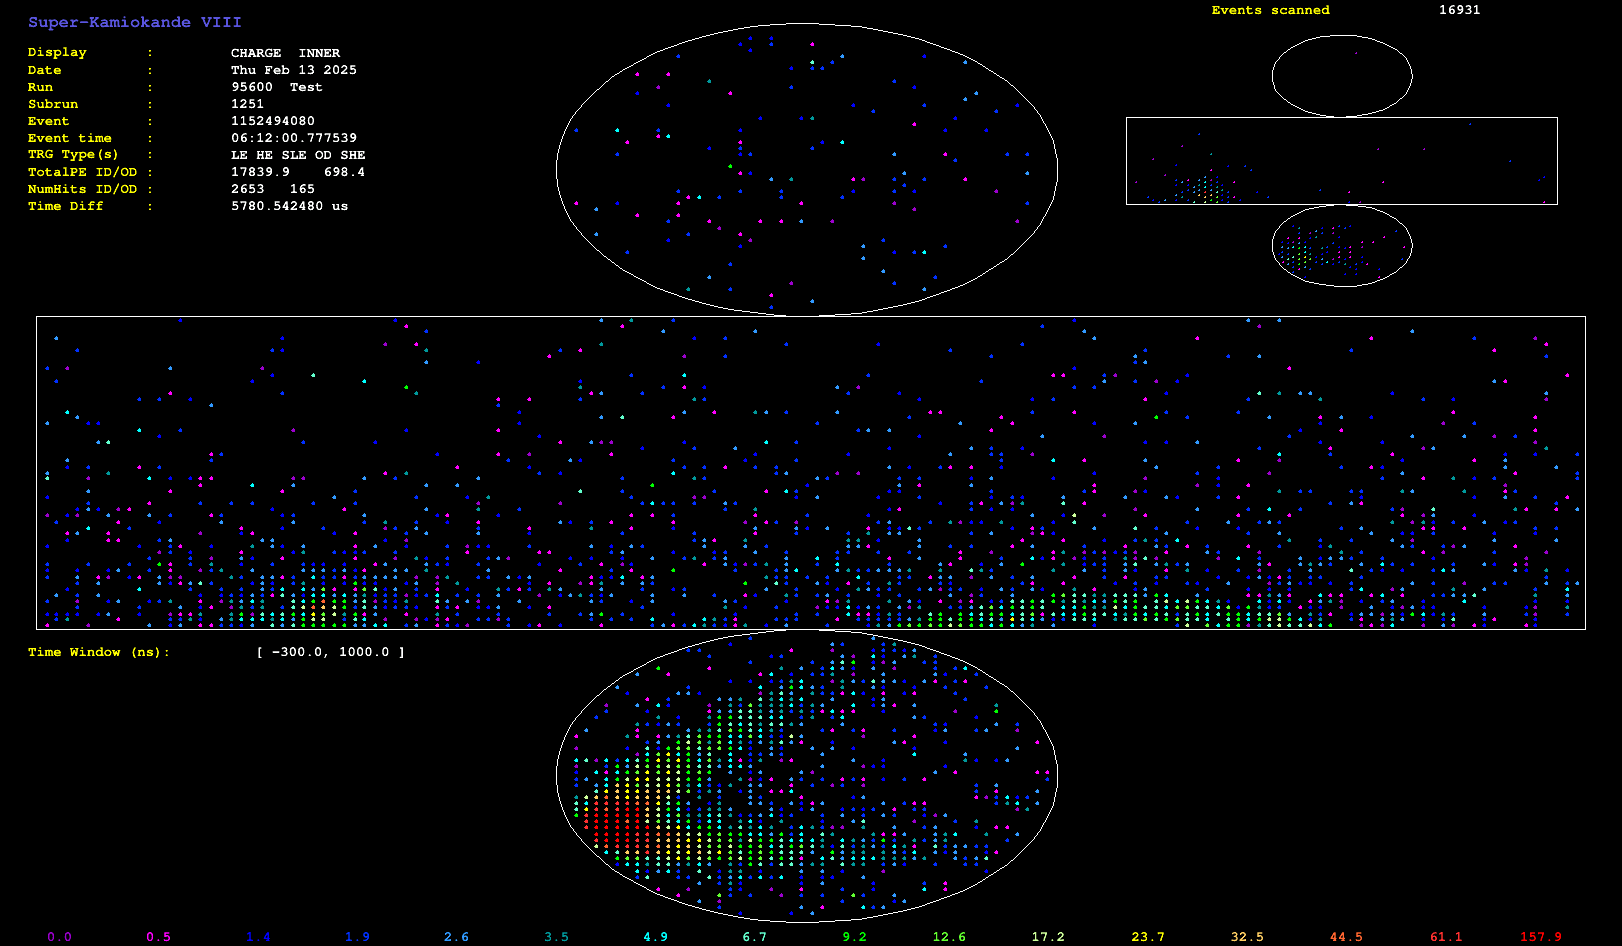 Super-Kamiokande VIII
Events scanned 16931
Display : CHARGE INNER
Date : Thu Feb 13 2025
Run : 95600 Test
Subrun : 1251
Event : 1152494080
Event time : 06:12:00.777539
TRG Type(s) : LE HE SLE OD SHE
TotalPE ID/OD : 17839.9 698.4
NumHits ID/OD : 2653 165
Time Diff : 5780.542480 us
Time Window (ns): [ -300.0, 1000.0 ]
0.0 0.5 1.4 1.9 2.6 3.5 4.9 6.7 9.2 12.6 17.2 23.7 32.5 44.5 61.1 157.9